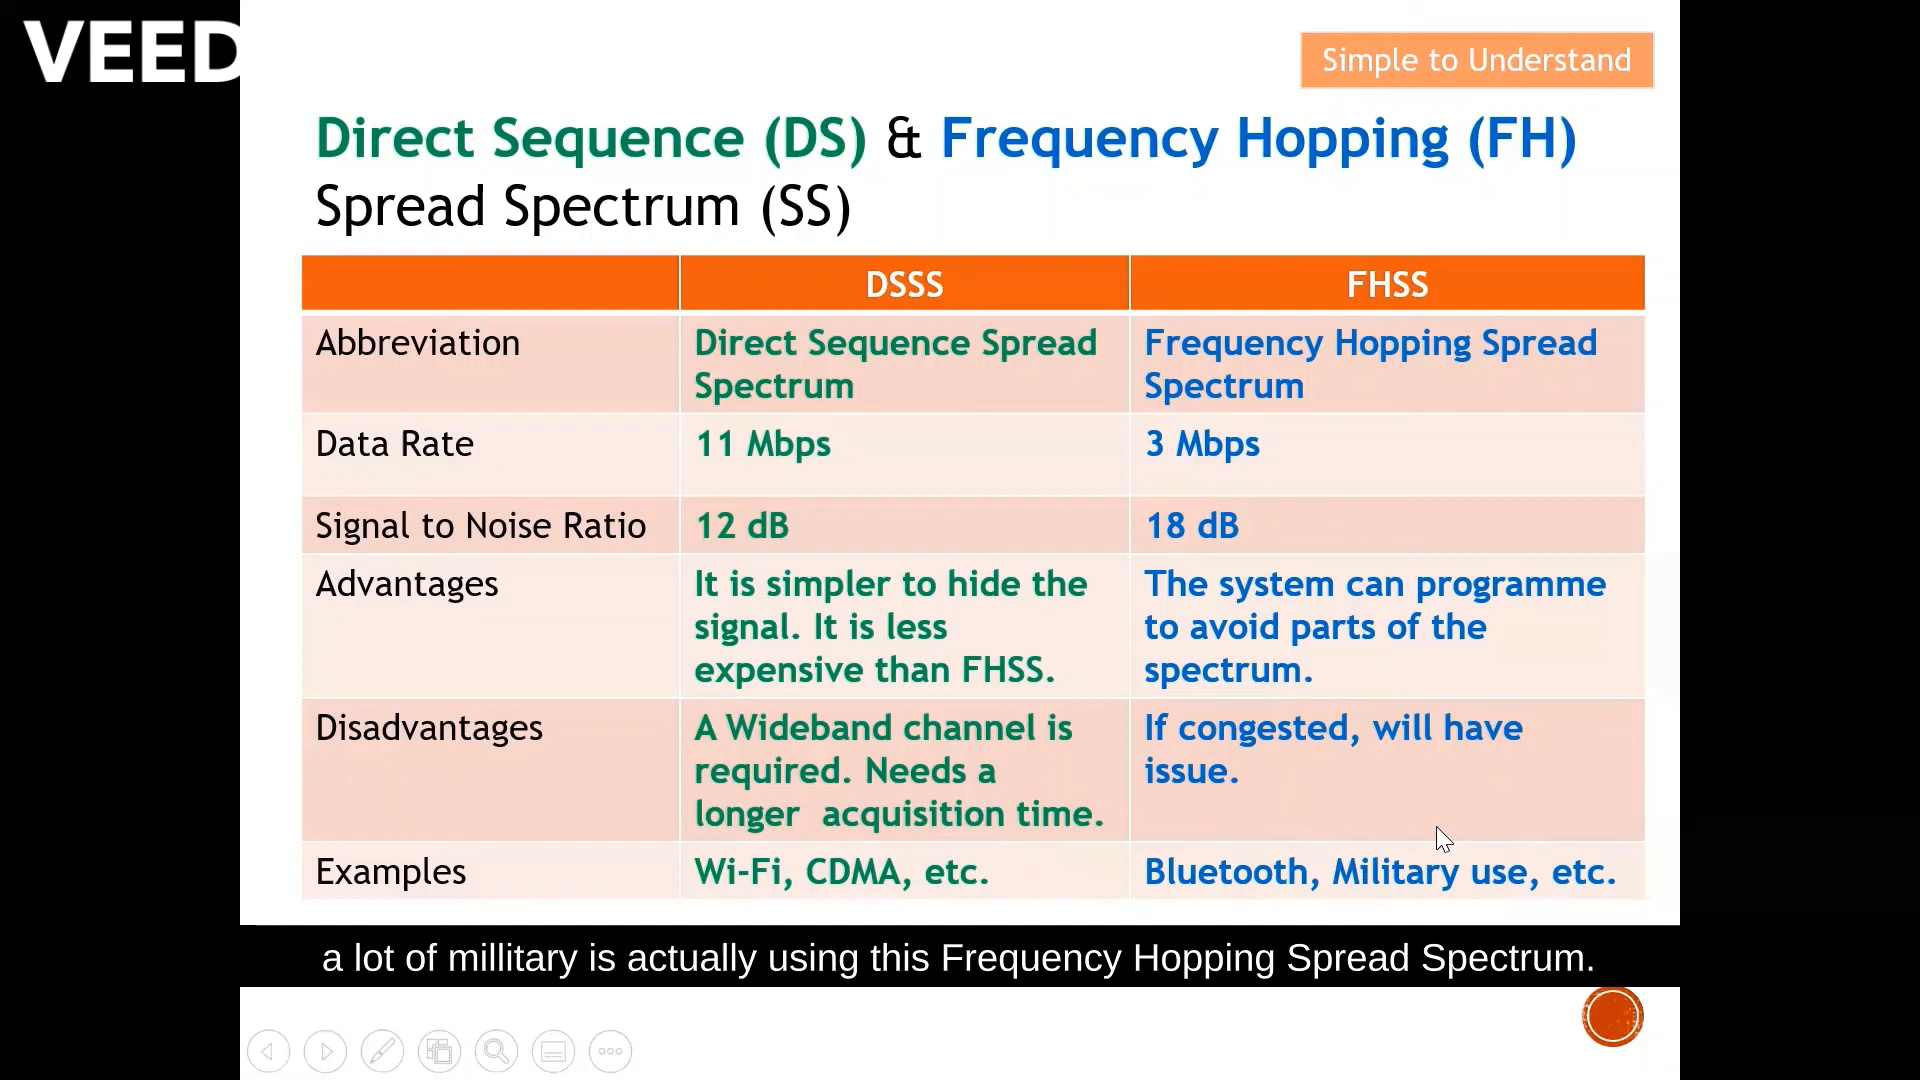 VEED
Simple to Understand
Direct Sequence (DS) & Frequency Hopping (FH)
Spread Spectrum (SS)
DSSS
FHSS
Abbreviation
Direct Sequence Spread
Spectrum
Frequency Hopping Spread
Spectrum
Data Rate
11 Mbps
3 Mbps
Signal to Noise Ratio
12 dB
18 dB
Advantages
It is simpler to hide the
signal. It is less
expensive than FHSS.
The system can programme
to avoid parts of the
spectrum.
Disadvantages
A Wideband channel is
required. Needs a
longer  acquisition time.
If congested, will have
issue.
Examples
Wi-Fi, CDMA, etc.
Bluetooth, Military use, etc.
a lot of millitary is actually using this Frequency Hopping Spread Spectrum.